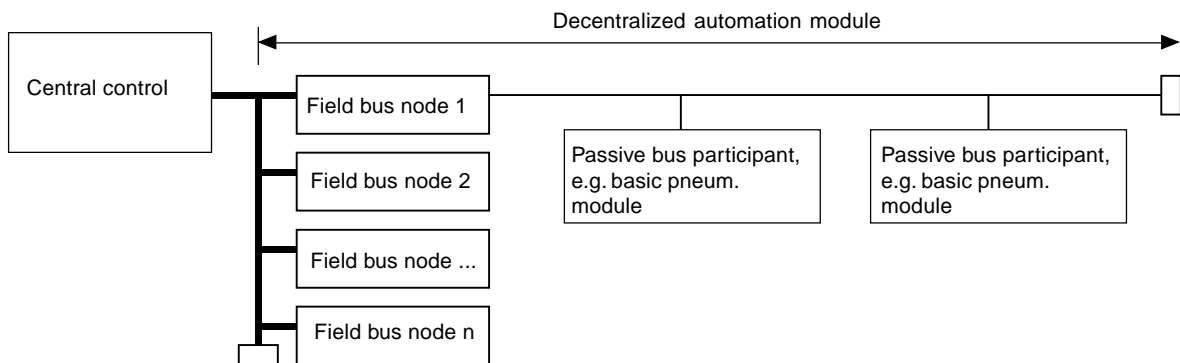 Decentralized automation module
Central control
Field bus node 1
Field bus node 2
Field bus node ...
Field bus node n
Passive bus participant,
e.g. basic pneum.
module
Passive bus participant,
e.g. basic pneum.
module